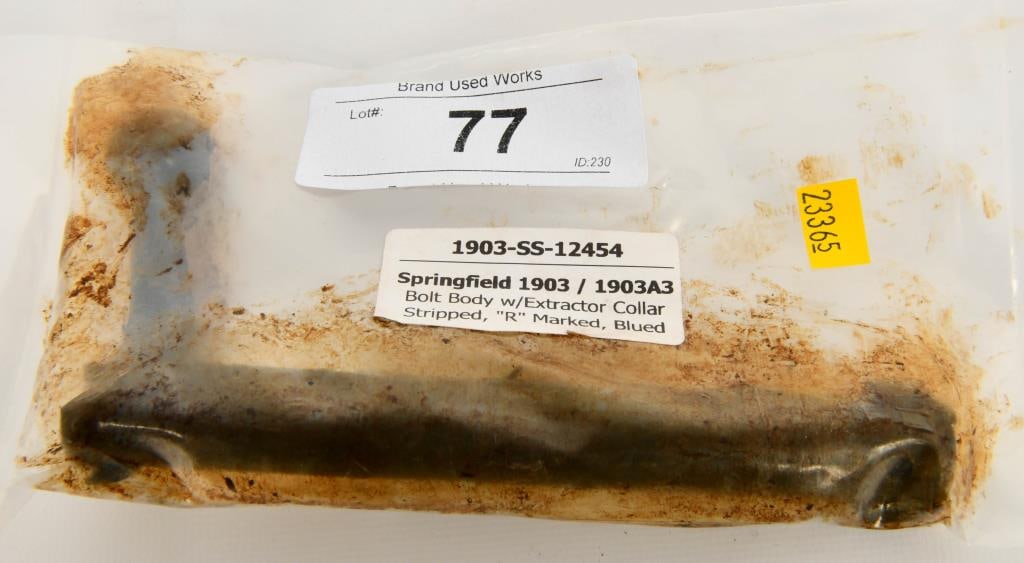 Brand Used Works
Lot#:
77
ID:230
1903-SS-12454
Springfield 1903 / 1903A3
Bolt Body w/Extractor Collar
Stripped, "R" Marked, Blued
23365